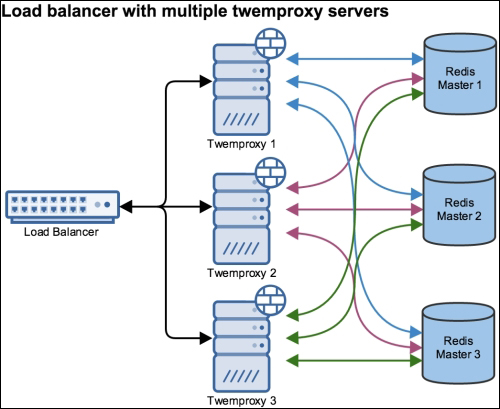 Load balancer with multiple twemproxy servers
Redis
Master 1
Twemproxy 1
Redis
Master 2
Load Balancer
Twemproxy 2
Redis
Master 3
Twemproxy 3